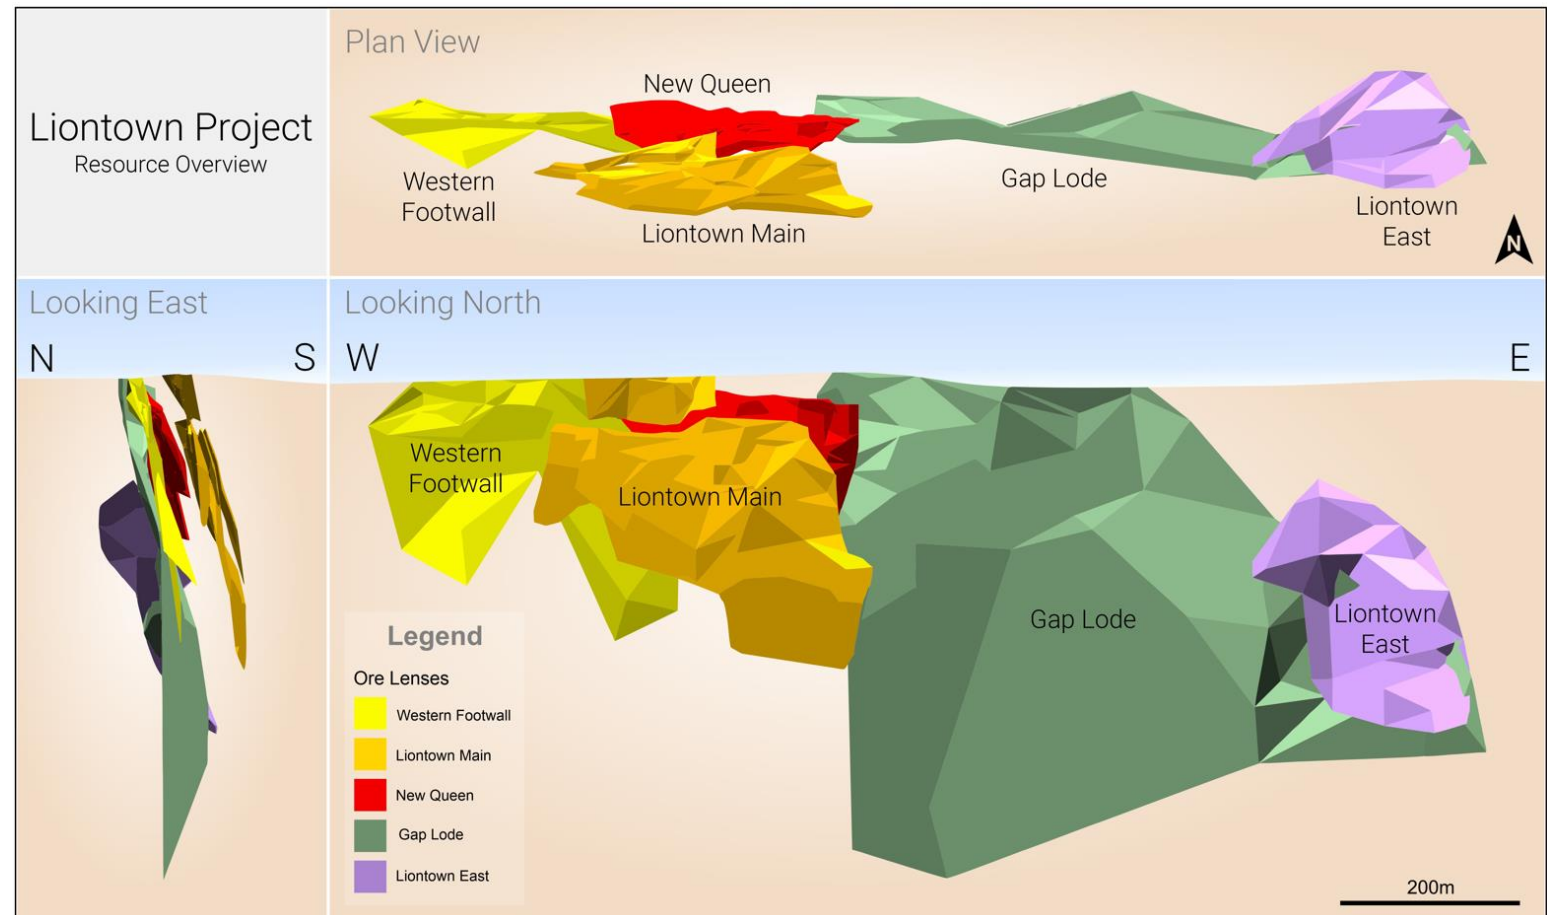 Liontown Project
Resource Overview
Plan View
New Queen
Western
Footwall
Liontown Main
Gap Lode
Liontown
East
N
Looking East
N
S
Looking North
W
E
Western
Footwall
Liontown Main
Gap Lode
Liontown
East
Legend
Ore Lenses
Western Footwall
Liontown Main
New Queen
Gap Lode
Liontown East
200m